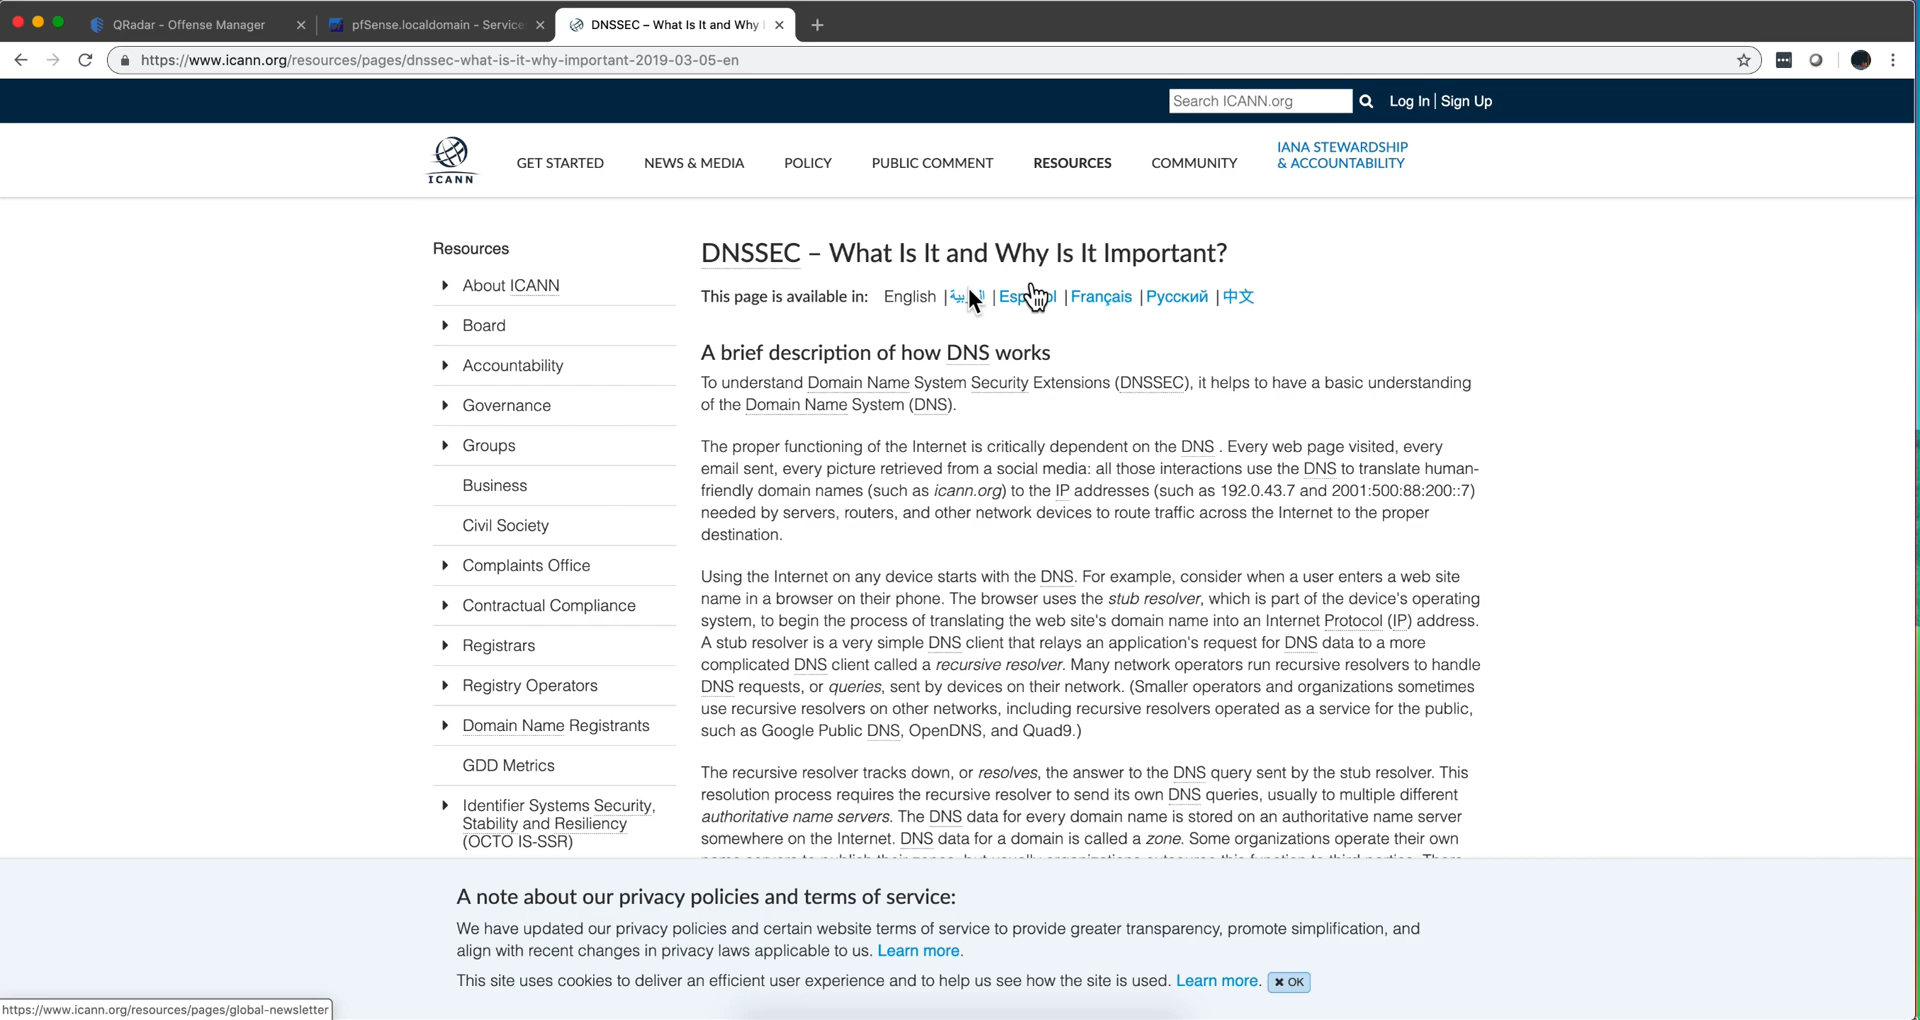 QRadar - Offense Manager
pfSense.localdomain - Service
DNSSEC – What Is It and Why
https://www.icann.org/resources/pages/dnssec-what-is-it-why-important-2019-03-05-en
Search ICANN.org
Log In | Sign Up
ICANN
GET STARTED
NEWS & MEDIA
POLICY
PUBLIC COMMENT
RESOURCES
COMMUNITY
IANA STEWARDSHIP
& ACCOUNTABILITY
Resources
About ICANN
Board
Accountability
Governance
Groups
Business
Civil Society
Complaints Office
Contractual Compliance
Registrars
Registry Operators
Domain Name Registrants
GDD Metrics
Identifier Systems Security,
Stability and Resiliency
(OCTO IS-SSR)
DNSSEC – What Is It and Why Is It Important?
This page is available in: English | | | Français | Русский | 中文
A brief description of how DNS works
To understand Domain Name System Security Extensions (DNSSEC), it helps to have a basic understanding
of the Domain Name System (DNS).
The proper functioning of the Internet is critically dependent on the DNS . Every web page visited, every
email sent, every picture retrieved from a social media: all those interactions use the DNS to translate human-
friendly domain names (such as icann.org) to the IP addresses (such as 192.0.43.7 and 2001:500:88:200::7)
needed by servers, routers, and other network devices to route traffic across the Internet to the proper
destination.
Using the Internet on any device starts with the DNS. For example, consider when a user enters a web site
name in a browser on their phone. The browser uses the stub resolver, which is part of the device's operating
system, to begin the process of translating the web site's domain name into an Internet Protocol (IP) address.
A stub resolver is a very simple DNS client that relays an application's request for DNS data to a more
complicated DNS client called a recursive resolver. Many network operators run recursive resolvers to handle
DNS requests, or queries, sent by devices on their network. (Smaller operators and organizations sometimes
use recursive resolvers on other networks, including recursive resolvers operated as a service for the public,
such as Google Public DNS, OpenDNS, and Quad9.)
The recursive resolver tracks down, or resolves, the answer to the DNS query sent by the stub resolver. This
resolution process requires the recursive resolver to send its own DNS queries, usually to multiple different
authoritative name servers. The DNS data for every domain name is stored on an authoritative name server
somewhere on the Internet. DNS data for a domain is called a zone. Some organizations operate their own
A note about our privacy policies and terms of service:
We have updated our privacy policies and certain website terms of service to provide greater transparency, promote simplification, and
align with recent changes in privacy laws applicable to us. Learn more.
This site uses cookies to deliver an efficient user experience and to help us see how the site is used. Learn more. ✖ OK
https://www.icann.org/resources/pages/global-newsletter